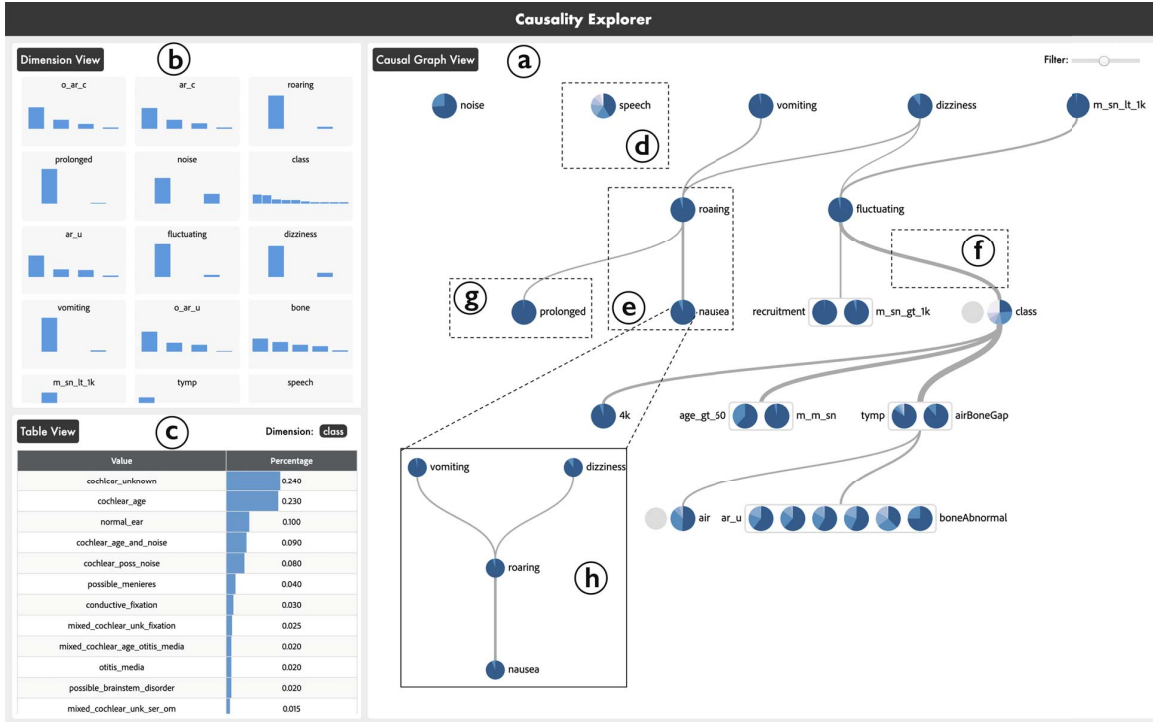 Causality Explorer
Dimension View
b
o_ar_c ar_c roaring
prolonged noise class
ar_u fluctuating dizziness
vomiting o_ar_u bone
m_sn_lt_1k tymp speech
Table View
c
Dimension: class
Value Percentage
cochlear_unknown 0.240
cochlear_age 0.230
normal_ear 0.100
cochlear_age_and_noise 0.090
cochlear_poss_noise 0.080
possible_menieres 0.040
conductive_fixation 0.030
mixed_cochlear_unk_fixation 0.025
mixed_cochlear_age_otitis_media 0.020
otitis_media 0.020
possible_brainstem_disorder 0.020
mixed_cochlear_unk_ser_om 0.015
Causal Graph View
a
Filter:
noise speech vomiting dizziness m_sn_lt_1k
d
roaring fluctuating
f
g
e
prolonged nausea recruitment m_sn_gt_1k class
4k age_gt_60 m_m_sn tymp airBoneGap
air ar_u boneAbnormal
vomiting dizziness
roaring
h
nausea